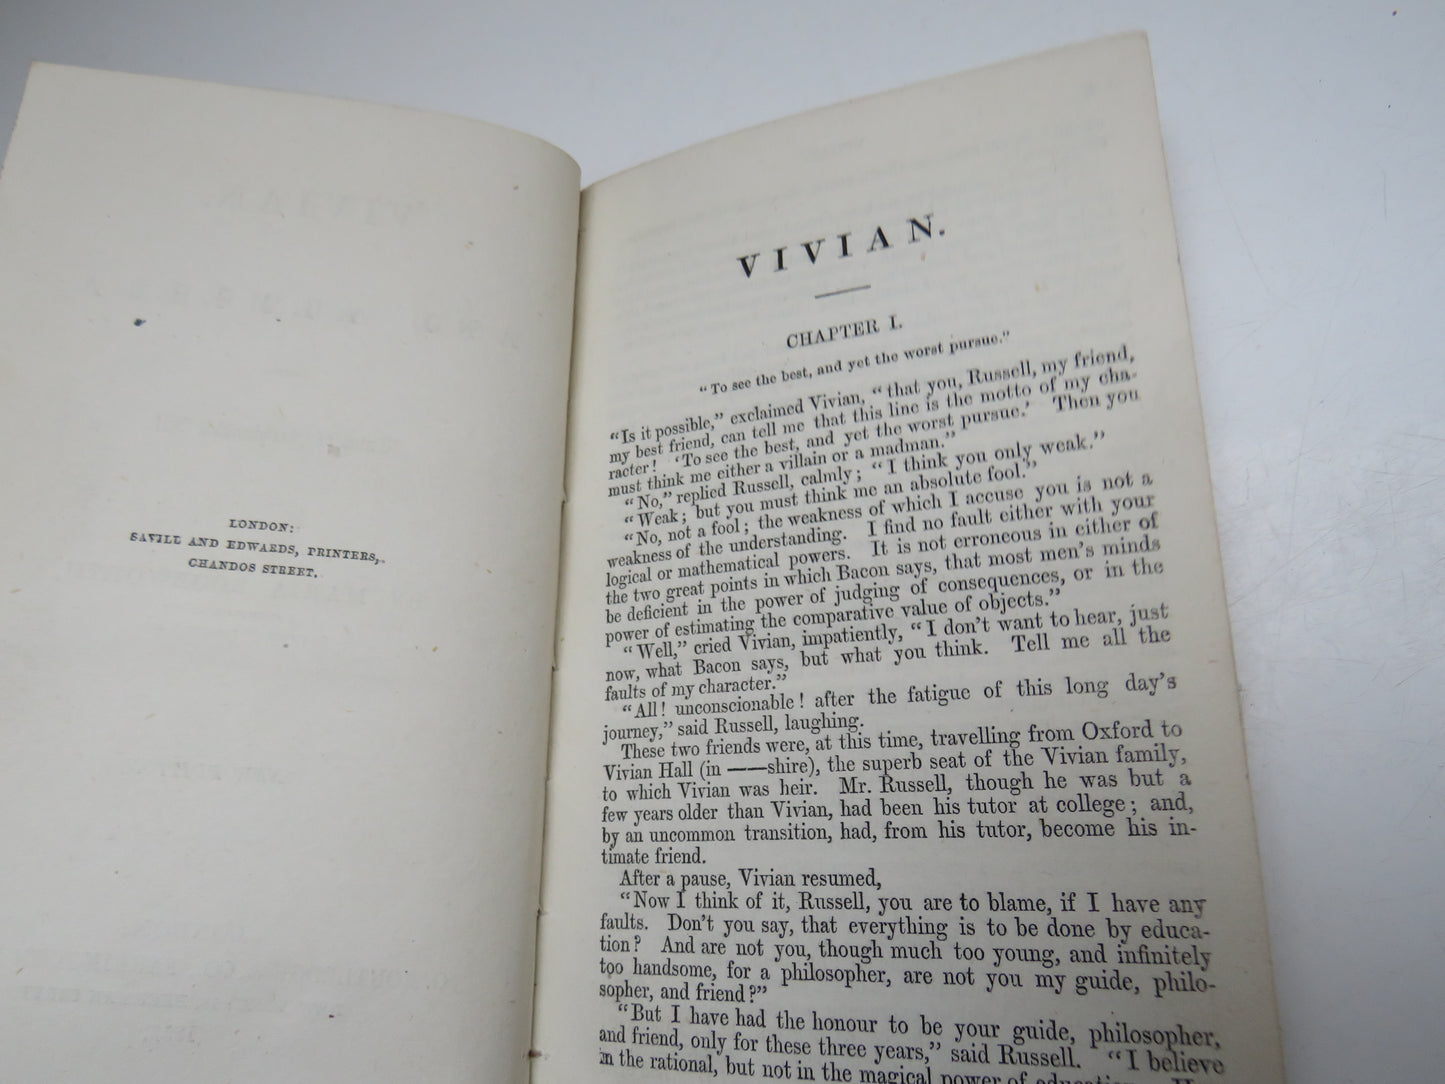 LONDON:
SAVILL AND EDWARDS, PRINTERS,
CHANDOS STREET.
VIVIAN.
CHAPTER I.
"To see the best, and yet the worst pursue."
"Is it possible," exclaimed Vivian, "that you, Russell, my friend,
my best friend, can tell me that this line is the motto of my cha-
racter! 'To see the best, and yet the worst pursue.' Then you
must think me either a villain or a madman."
"No," replied Russell, calmly; "I think you only weak."
"Weak; but you must think me an absolute fool."
"No, not a fool; the weakness of which I accuse you is not a
weakness of the understanding. I find no fault either with your
logical or mathematical powers. It is not erroneous in either of
the two great points in which Bacon says, that most men's minds
be deficient in the power of judging of consequences, or in the
power of estimating the comparative value of objects."
"Well," cried Vivian, impatiently, "I don't want to hear, just
now, what Bacon says, but what you think. Tell me all the
faults of my character."
"All! unconscionable! after the fatigue of this long day's
journey," said Russell, laughing.
These two friends were, at this time, travelling from Oxford to
Vivian Hall (in ——shire), the superb seat of the Vivian family,
to which Vivian was heir. Mr. Russell, though he was but a
few years older than Vivian, had been his tutor at college; and,
by an uncommon transition, had, from his tutor, become his in-
timate friend.
After a pause, Vivian resumed,
"Now I think of it, Russell, you are to blame, if I have any
faults. Don't you say, that everything is to be done by educa-
tion? And are not you, though much too young, and infinitely
too handsome, for a philosopher, are not you my guide, philo-
sopher, and friend?"
"But I have had the honour to be your guide, philosopher,
and friend, only for these three years," said Russell. "I believe
in the rational, but not in the magical power of education.